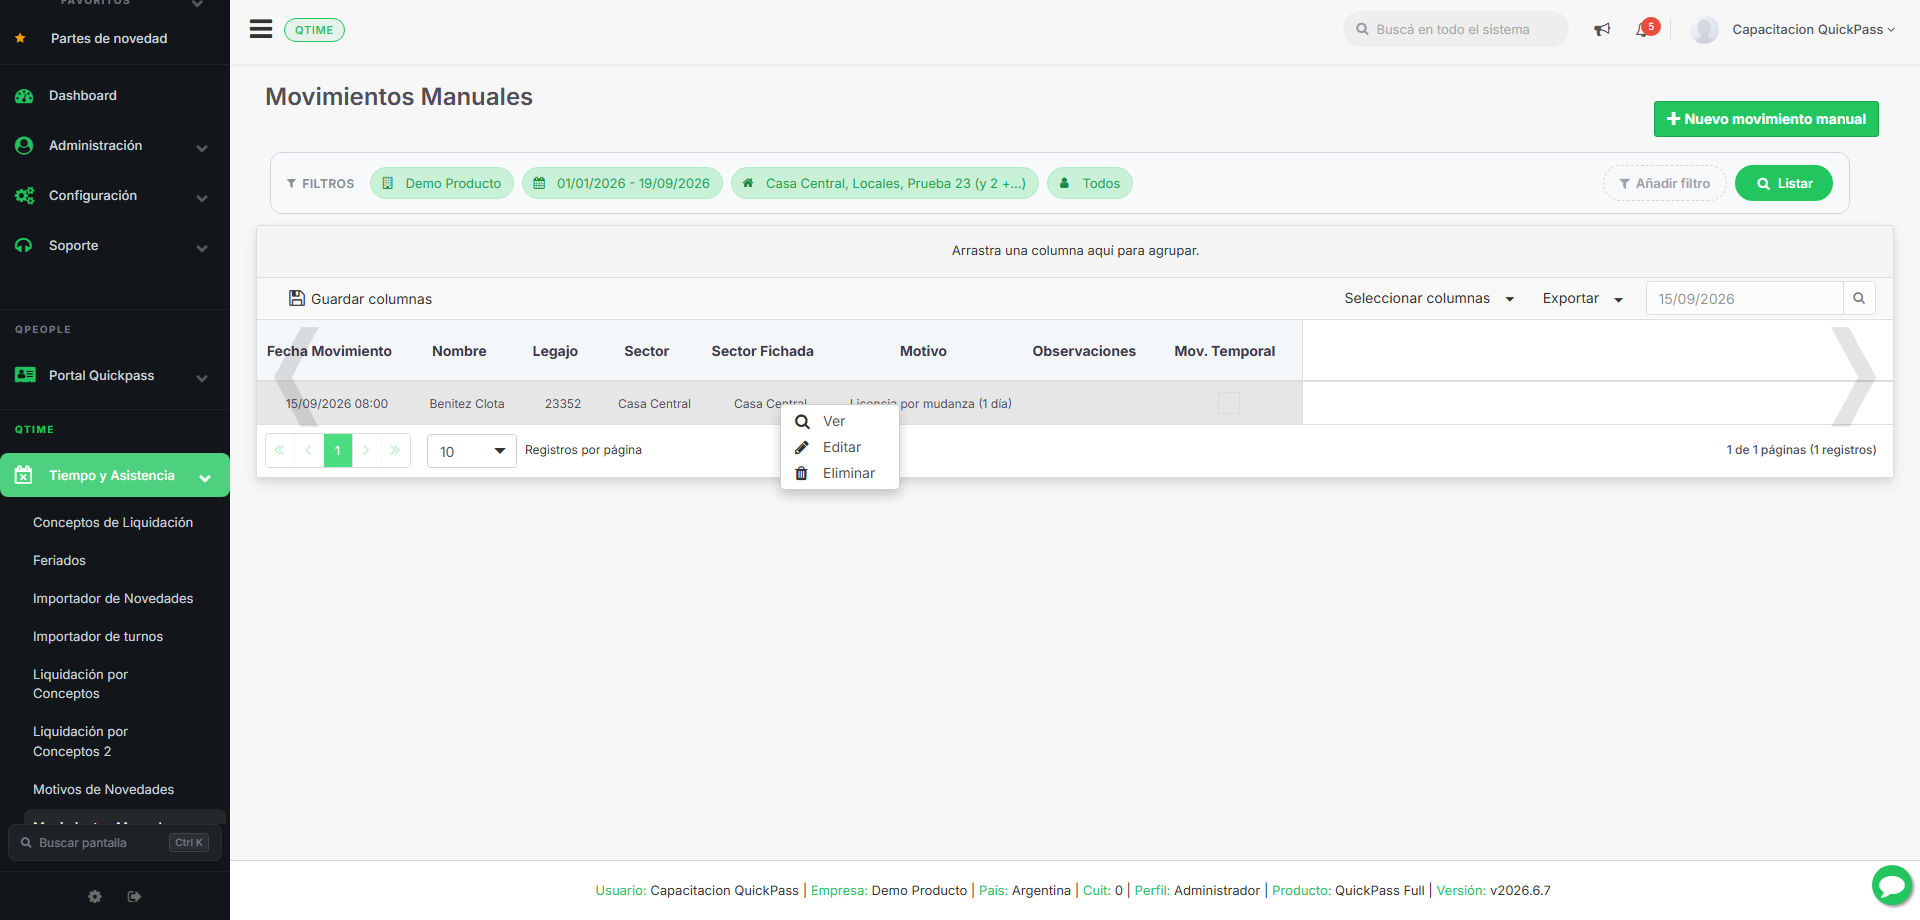 FAVORITOS
Partes de novedad
Dashboard
Administración
Configuración
Soporte
QPEOPLE
Portal Quickpass
QTIME
Tiempo y Asistencia
Conceptos de Liquidación
Feriados
Importador de Novedades
Importador de turnos
Liquidación por
Conceptos
Liquidación por
Conceptos 2
Motivos de Novedades
Buscar pantalla Ctrl K
QTIME
Buscá en todo el sistema
5
Capacitacion QuickPass
Movimientos Manuales
Nuevo movimiento manual
FILTROS Demo Producto 01/01/2026 - 19/09/2026 Casa Central, Locales, Prueba 23 (y 2 +...) Todos Añadir filtro Listar
Arrastra una columna aquí para agrupar.
Guardar columnas Seleccionar columnas Exportar 15/09/2026
Fecha Movimiento Nombre Legajo Sector Sector Fichada Motivo Observaciones Mov. Temporal
15/09/2026 08:00 Benitez Clota 23352 Casa Central Casa Central Licencia por mudanza (1 día)
Ver
Editar
Eliminar
« ‹ 1 › » 10 Registros por página 1 de 1 páginas (1 registros)
Usuario: Capacitacion QuickPass | Empresa: Demo Producto | País: Argentina | Cuit: 0 | Perfil: Administrador | Producto: QuickPass Full | Versión: v2026.6.7